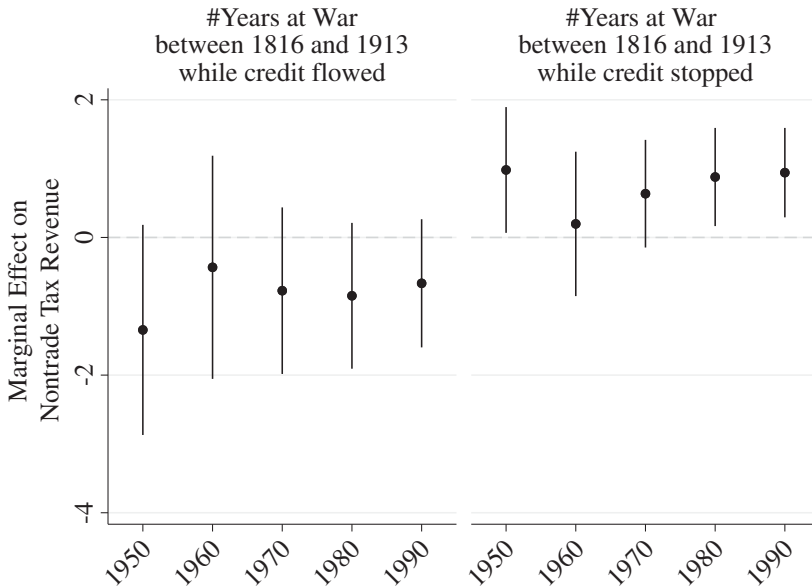 #Years at War
between 1816 and 1913
while credit flowed
#Years at War
between 1816 and 1913
while credit stopped
Marginal Effect on
Nontrade Tax Revenue
2
0
-2
-4
1950
1960
1970
1980
1990
1950
1960
1970
1980
1990